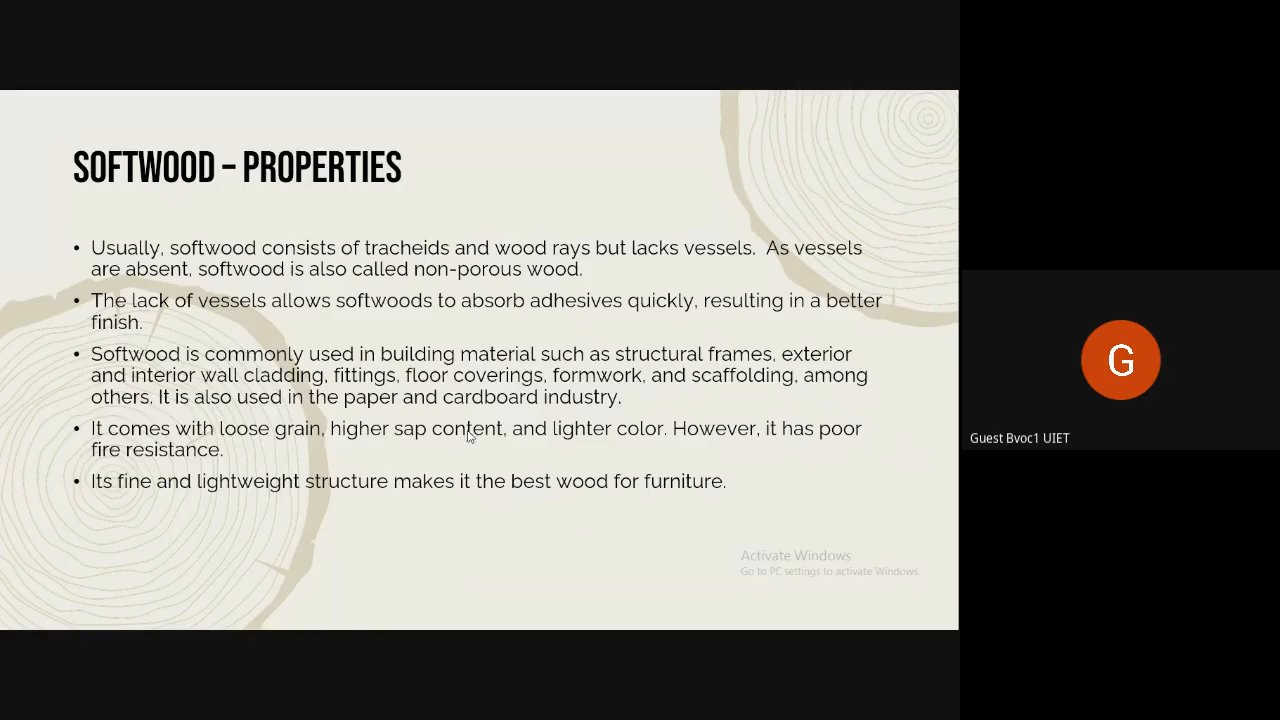 SOFTWOOD – PROPERTIES
• Usually, softwood consists of tracheids and wood rays but lacks vessels. As vessels
are absent, softwood is also called non-porous wood.
• The lack of vessels allows softwoods to absorb adhesives quickly, resulting in a better
finish.
• Softwood is commonly used in building material such as structural frames, exterior
and interior wall cladding, fittings, floor coverings, formwork, and scaffolding, among
others. It is also used in the paper and cardboard industry.
• It comes with loose grain, higher sap content, and lighter color. However, it has poor
fire resistance.
• Its fine and lightweight structure makes it the best wood for furniture.
Activate Windows
Go to PC settings to activate Windows.
G
Guest Bvoc1 UIET